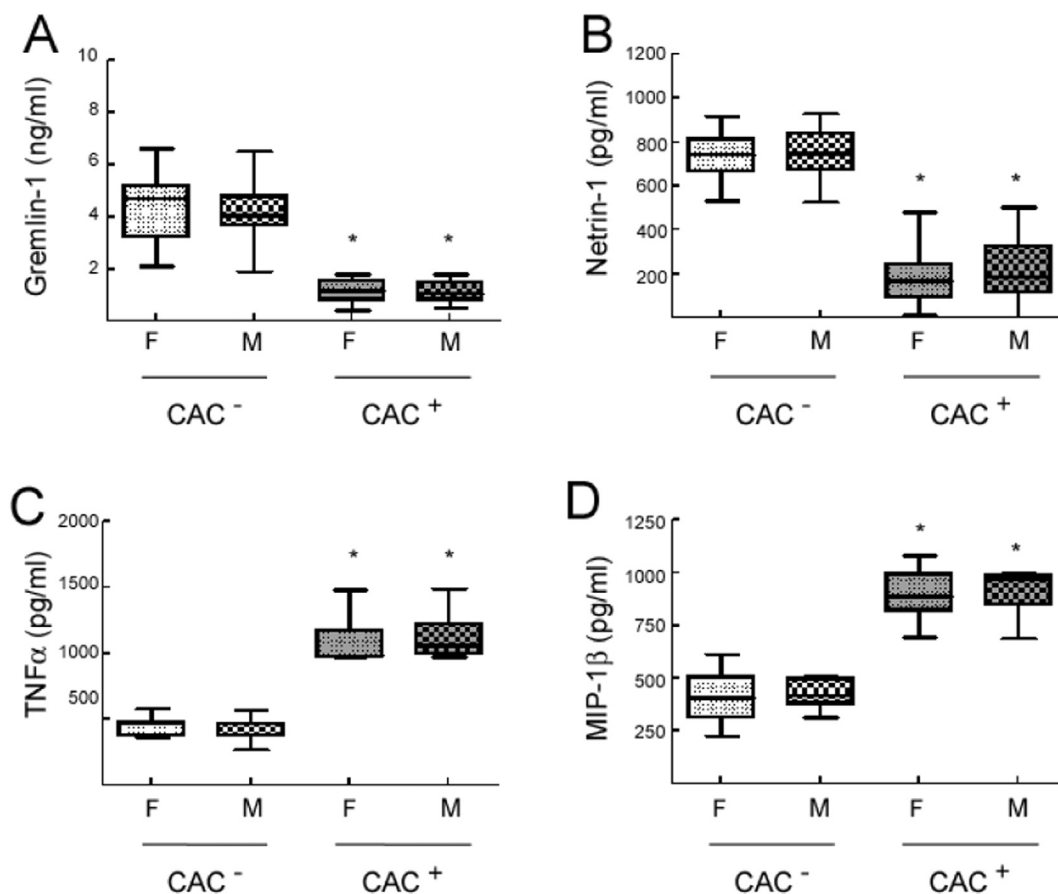 A
Gremlin-1 (ng/ml)
10
8
6
4
2
* *
F M F M
CAC - CAC +
B
Netrin-1 (pg/ml)
1200
1000
800
600
400
200
* *
F M F M
CAC - CAC +
C
TNFα (pg/ml)
2000
1500
1000
500
* *
F M F M
CAC - CAC +
D
MIP-1β (pg/ml)
1250
1000
750
500
250
* *
F M F M
CAC - CAC +